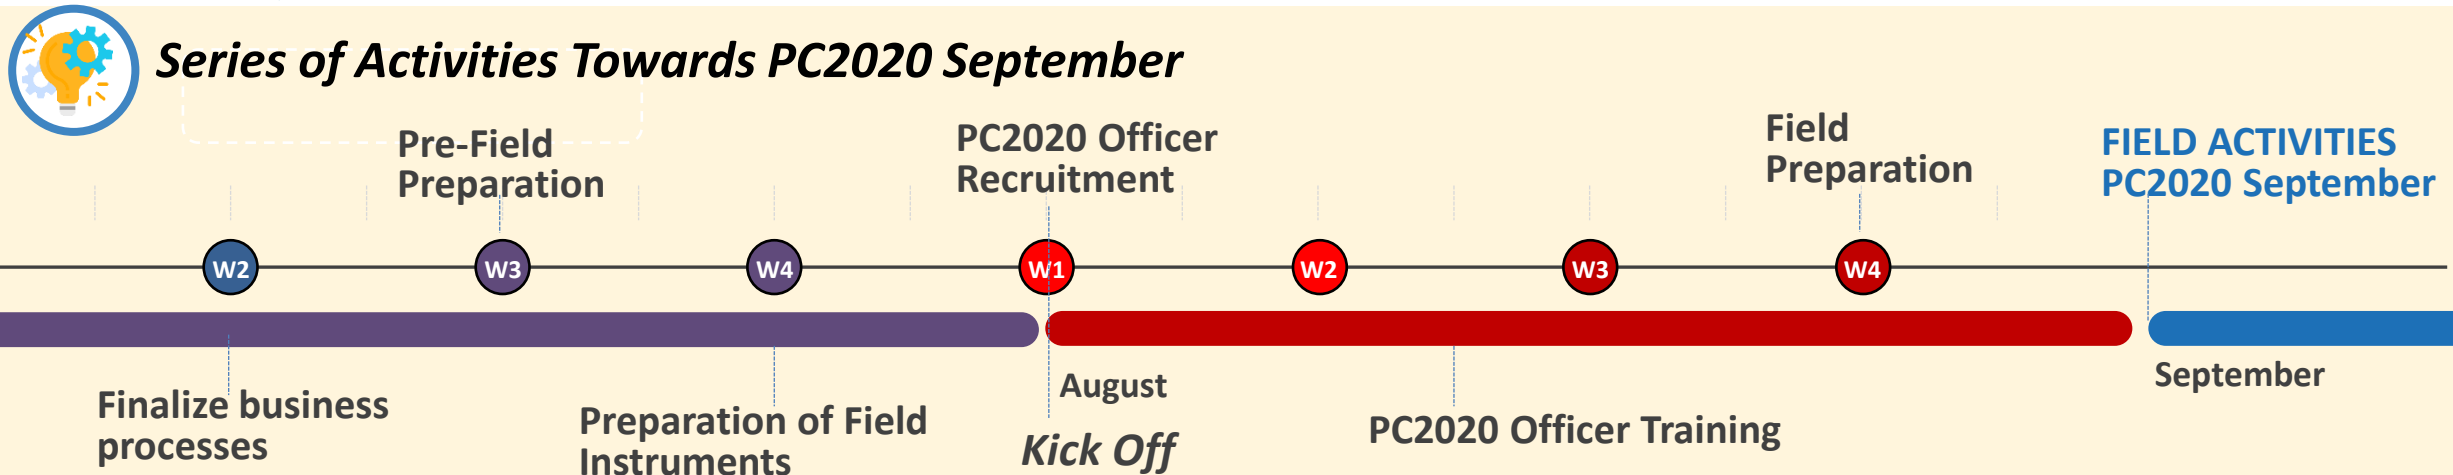 Series of Activities Towards PC2020 September
Pre-Field
Preparation
PC2020 Officer
Recruitment
Field
Preparation
FIELD ACTIVITIES
PC2020 September
W2
W3
W4
W1
W2
W3
W4
Finalize business
processes
Preparation of Field
Instruments
August
Kick Off
PC2020 Officer Training
September